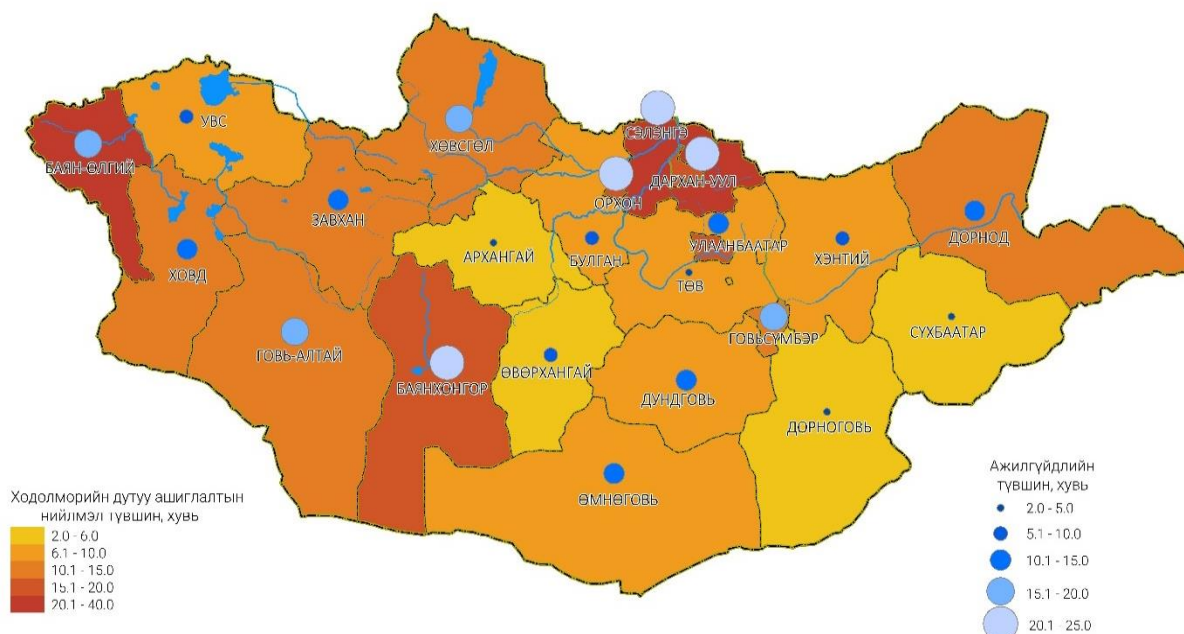 СЭЛЭНГЭ
УВС
ХӨВСГӨЛ
БАЯН-ӨЛГИЙ
ДАРХАН-УУЛ
ОРХОН
ЗАВХАН
УЛААНБААТАР
ДОРНОД
АРХАНГАЙ
БУЛГАН
ХЭНТИЙ
ХОВД
ТӨВ
СҮХБААТАР
ГОВЬСҮМБЭР
ГОВЬ-АЛТАЙ
ӨВӨРХАНГАЙ
БАЯНХОНГОР
ДУНДГОВЬ
ДОРНОГОВЬ
ӨМНӨГОВЬ
Ходолморийн дутуу ашиглалтын
нийлмэл түвшин, хувь
2.0 - 6.0
6.1 - 10.0
10.1 - 15.0
15.1 - 20.0
20.1 - 40.0
Ажилгүйдлийн
түвшин, хувь
2.0 - 5.0
5.1 - 10.0
10.1 - 15.0
15.1 - 20.0
20.1 - 25.0